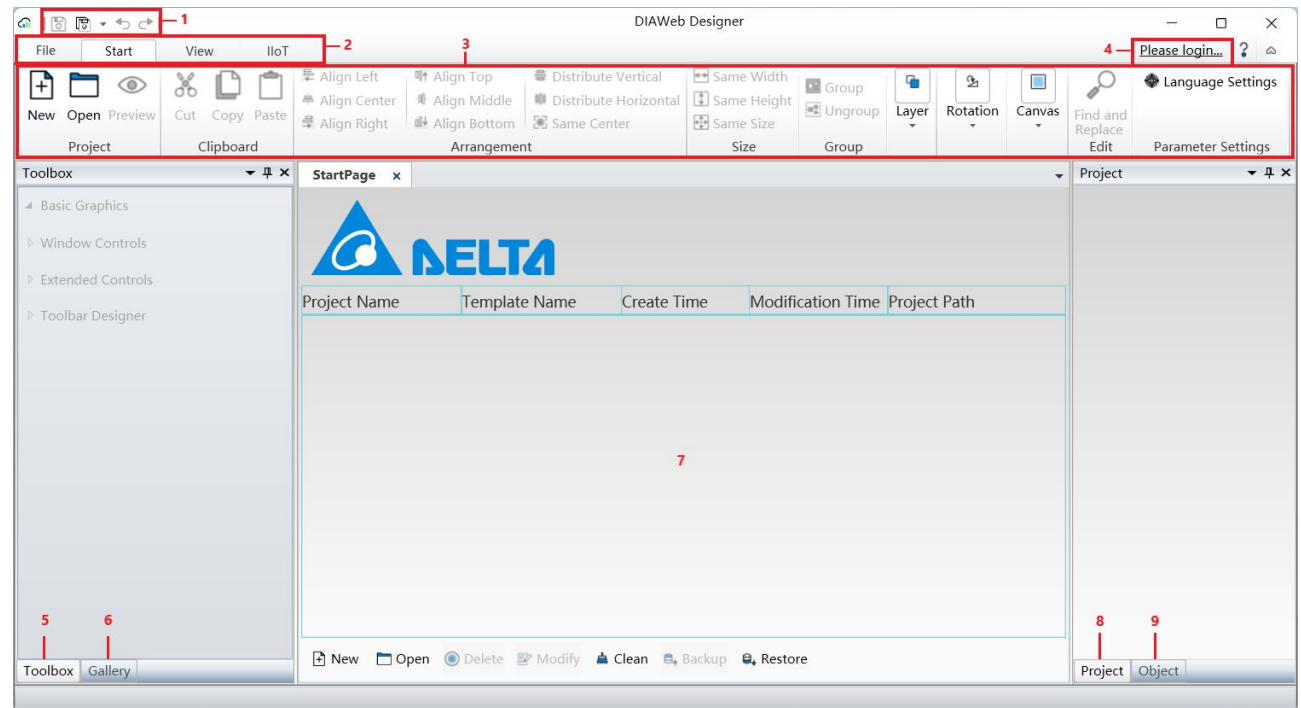 DIAWeb Designer
1
File Start View IIoT
2
3
4
Please login... ?
New Open Preview
Project
Cut Copy Paste
Clipboard
Align Left Align Top Distribute Vertical
Align Center Align Middle Distribute Horizontal
Align Right Align Bottom Same Center
Arrangement
Same Width
Same Height
Same Size
Size
Group
Ungroup
Group
Layer
Rotation
Canvas
Find and
Replace
Edit
Language Settings
Parameter Settings
Toolbox
Basic Graphics
Window Controls
Extended Controls
Toolbar Designer
5 6
Toolbox Gallery
StartPage x
DELTA
Project Name Template Name Create Time Modification Time Project Path
7
New Open Delete Modify Clean Backup Restore
Project
8 9
Project Object